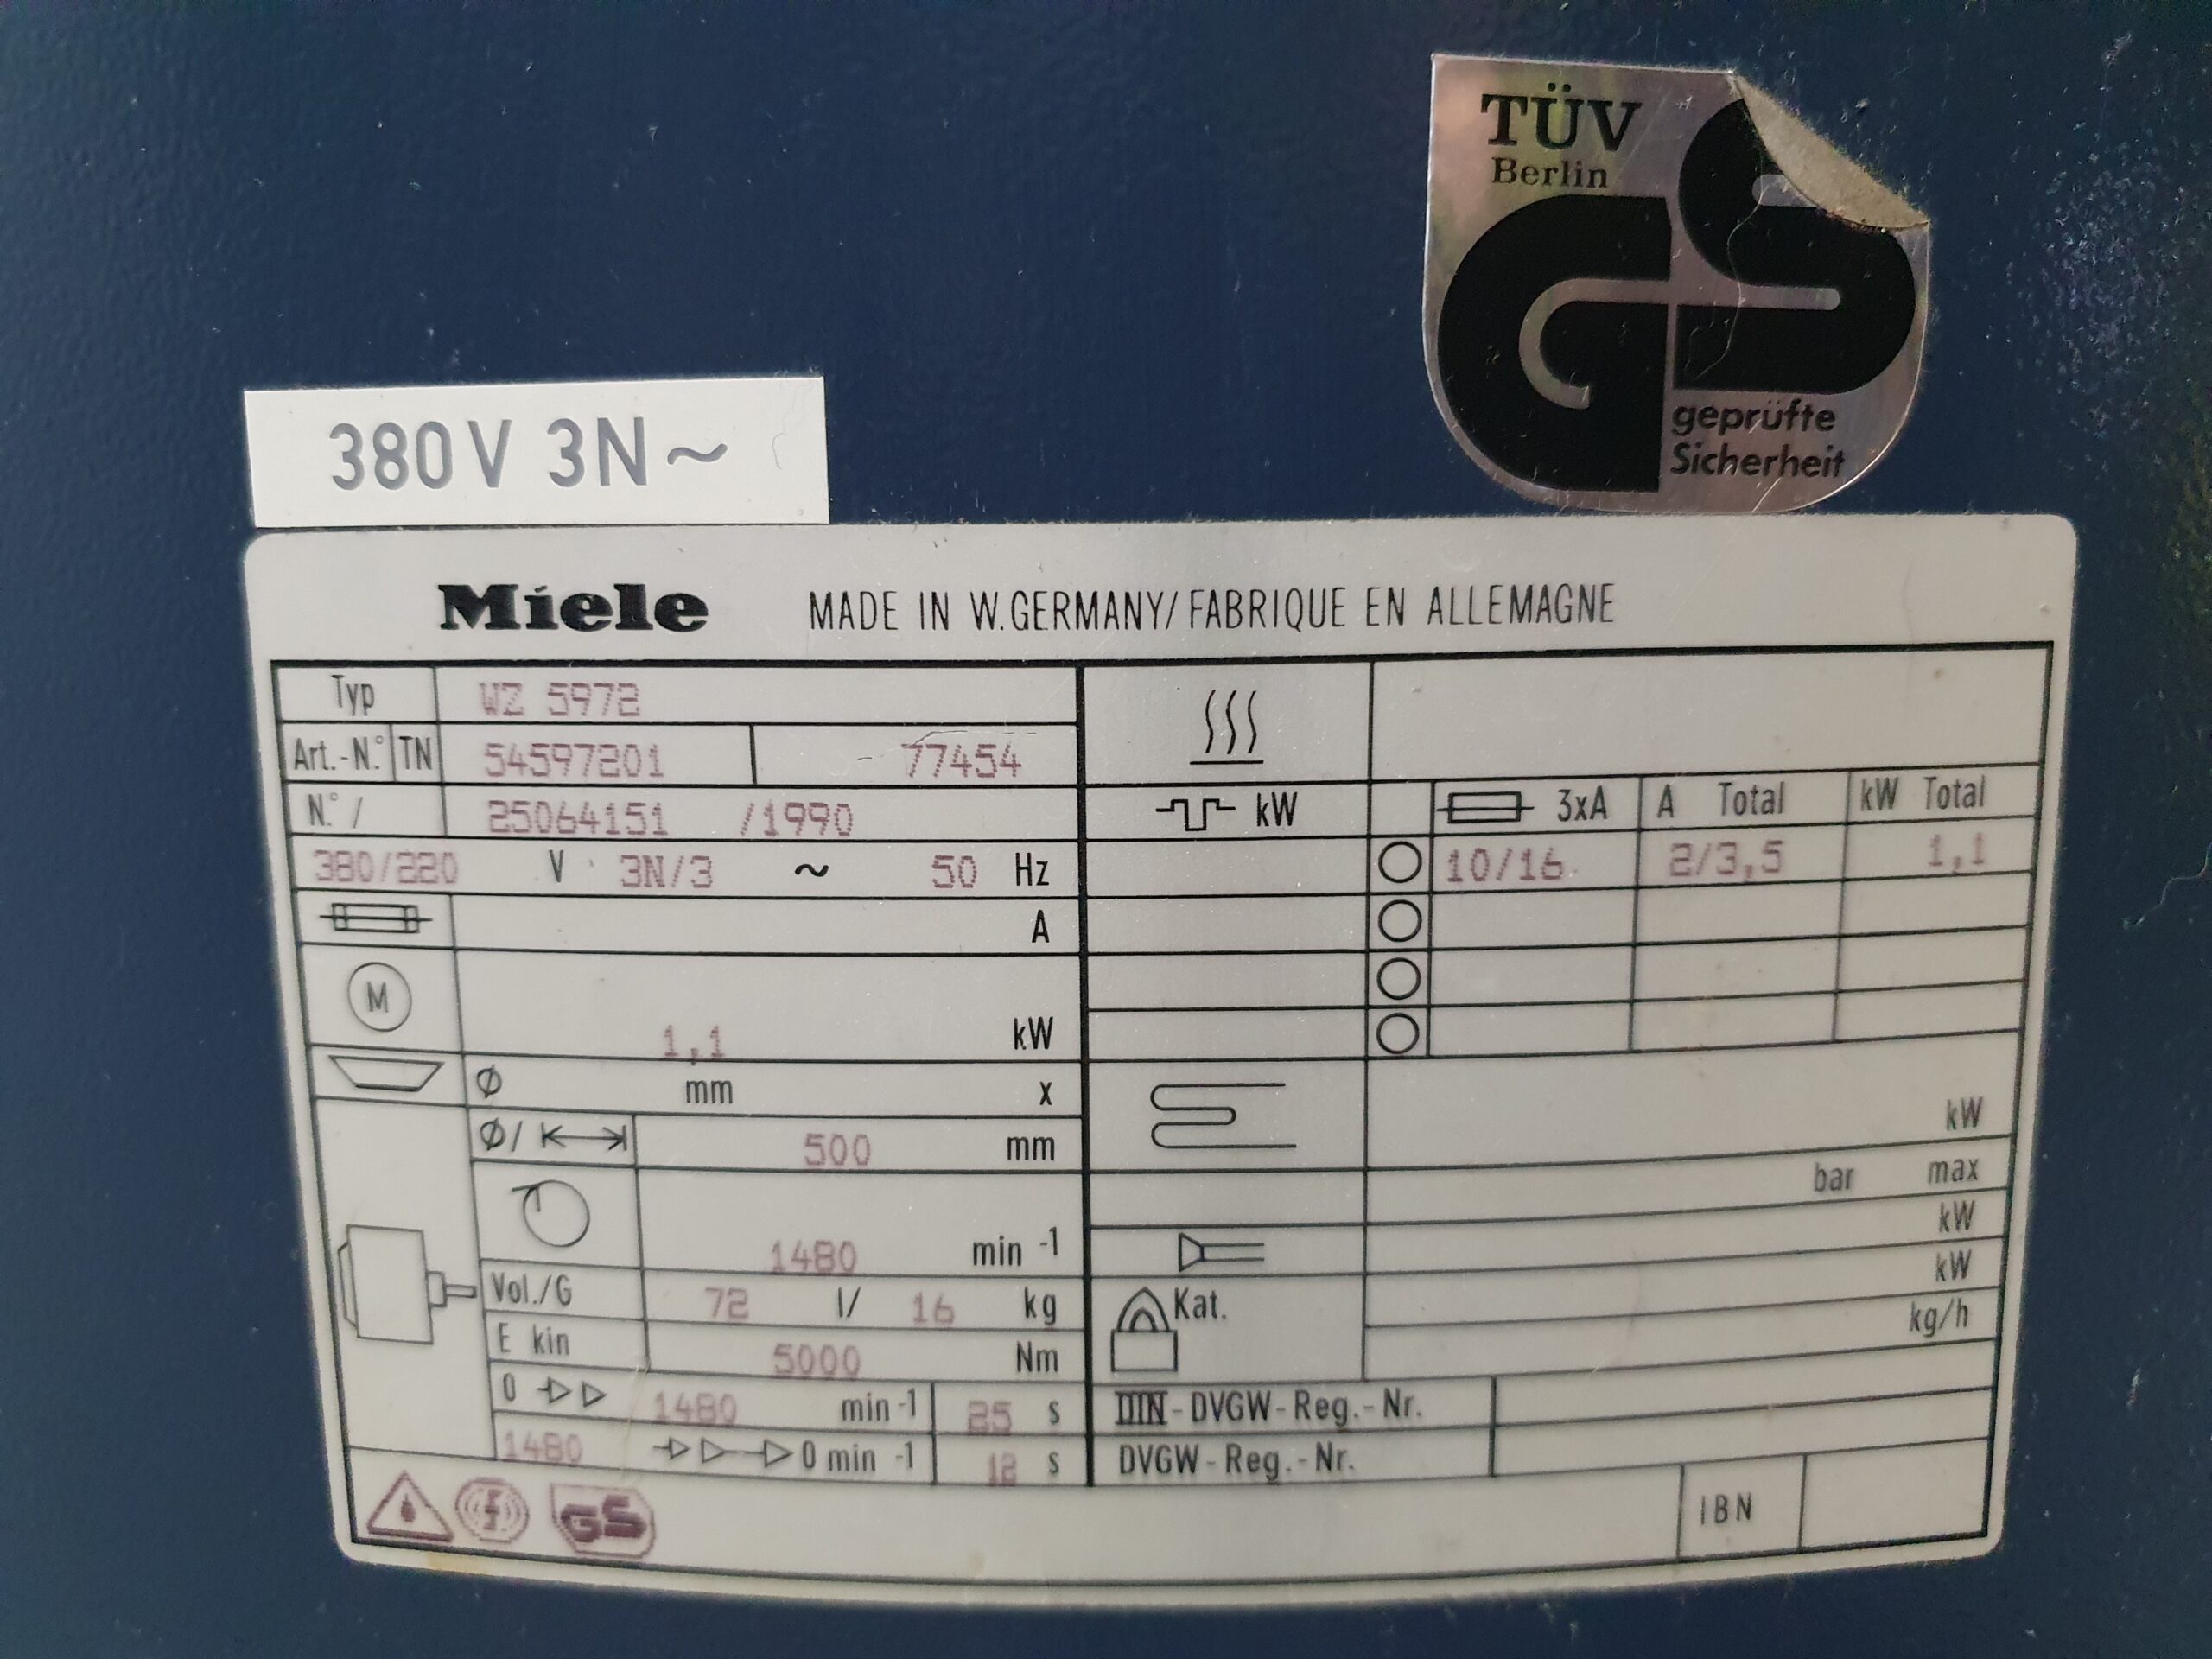 TÜV
Berlin
GS
geprüfte
Sicherheit
380V 3N~
Miele MADE IN W.GERMANY/FABRIQUE EN ALLEMAGNE
Typ WZ 5972
Art.-N.° TN 54597201 77454
N.° / 25064151 /1990
380/220 V 3N/3 ~ 50 Hz
A
M 1,1 kW
Ø mm x
Ø/ 500 mm
1480 min -1
Vol./G 72 l/ 16 kg
E kin 5000 Nm
0 1480 min -1 25 s
1480 0 min -1 12 s
GS
kW 3xA A Total kW Total
10/16 2/3,5 1,1
kW
bar max
kW
kW
Kat. kg/h
DIN-DVGW-Reg.-Nr.
DVGW-Reg.-Nr.
IBN